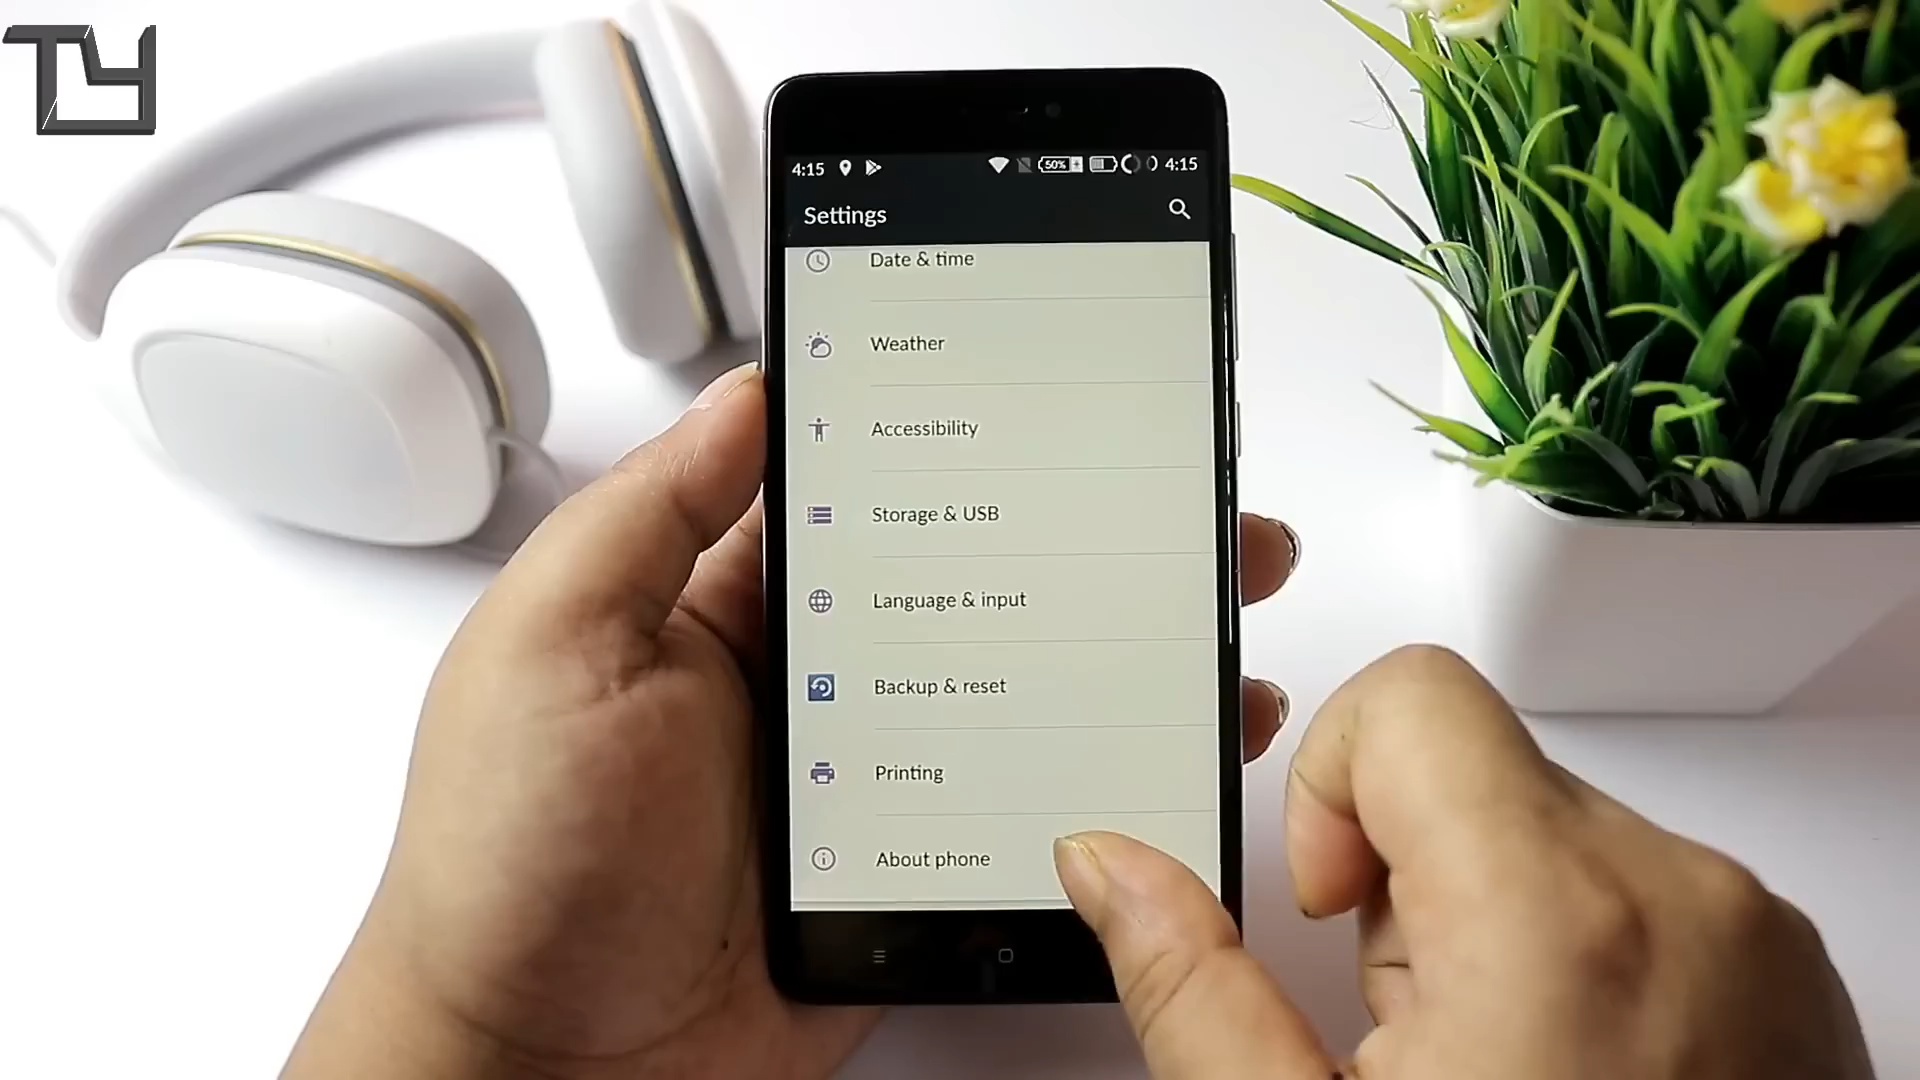 TY
4:15
50%
4:15
Settings
Date & time
Weather
Accessibility
Storage & USB
Language & input
Backup & reset
Printing
About phone